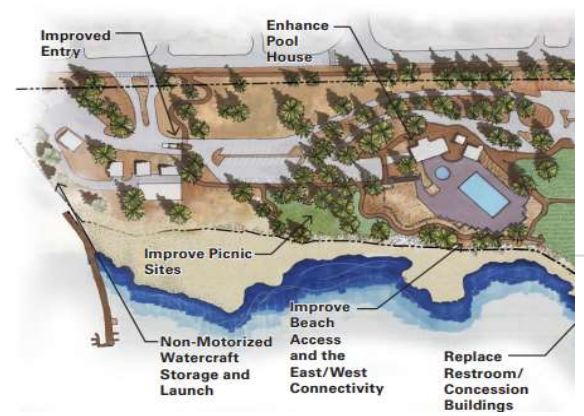 Improved
Entry
Enhance
Pool
House
Improve Picnic
Sites
Non-Motorized
Watercraft
Storage and
Launch
Improve
Beach
Access
and the
East/West
Connectivity
Replace
Restroom/
Concession
Buildings